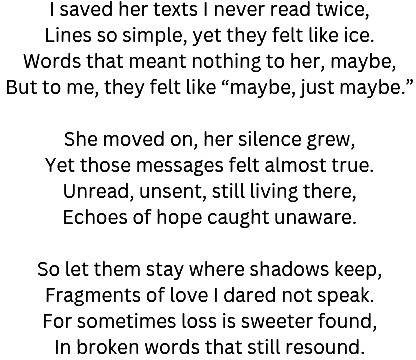 I saved her texts I never read twice,
Lines so simple, yet they felt like ice.
Words that meant nothing to her, maybe,
But to me, they felt like “maybe, just maybe.”

She moved on, her silence grew,
Yet those messages felt almost true.
Unread, unsent, still living there,
Echoes of hope caught unaware.

So let them stay where shadows keep,
Fragments of love I dared not speak.
For sometimes loss is sweeter found,
In broken words that still resound.